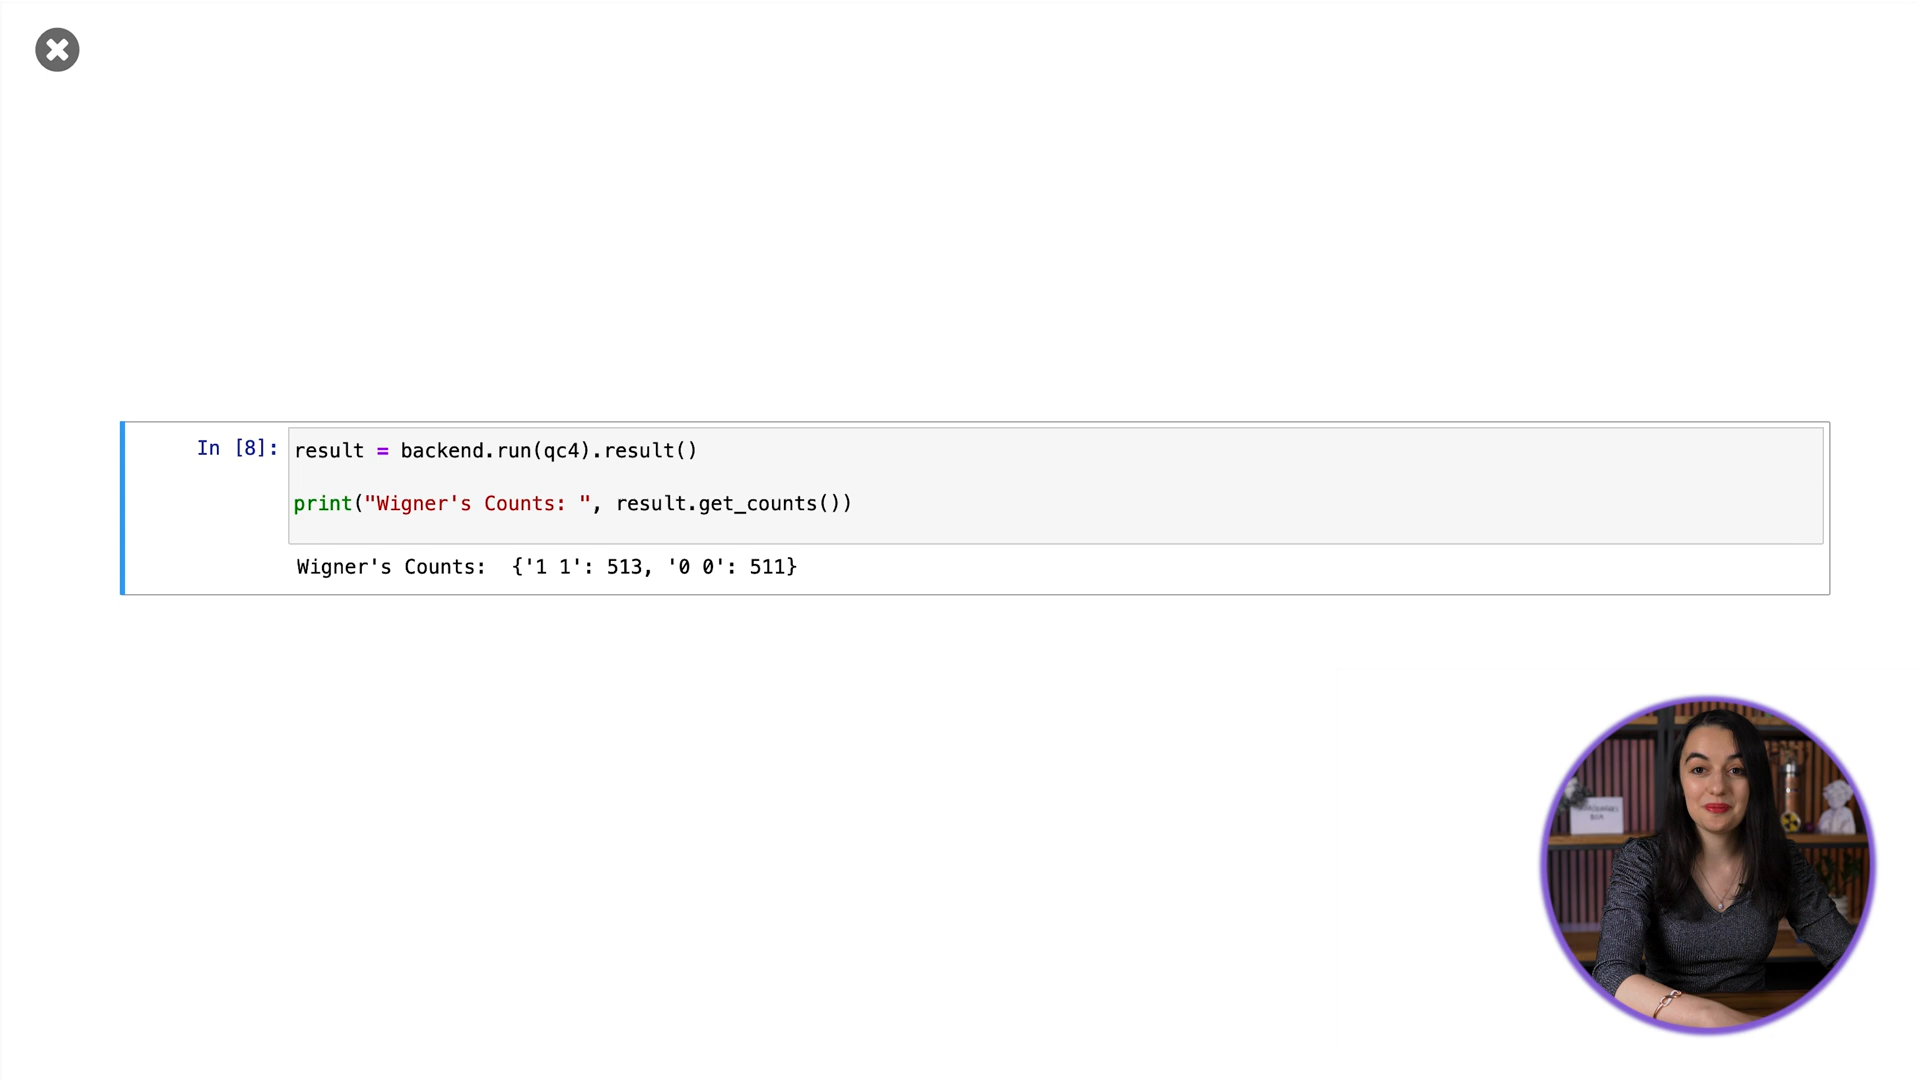 In [8]: result = backend.run(qc4).result()
print("Wigner's Counts: ", result.get_counts())
Wigner's Counts:  {'1 1': 513, '0 0': 511}